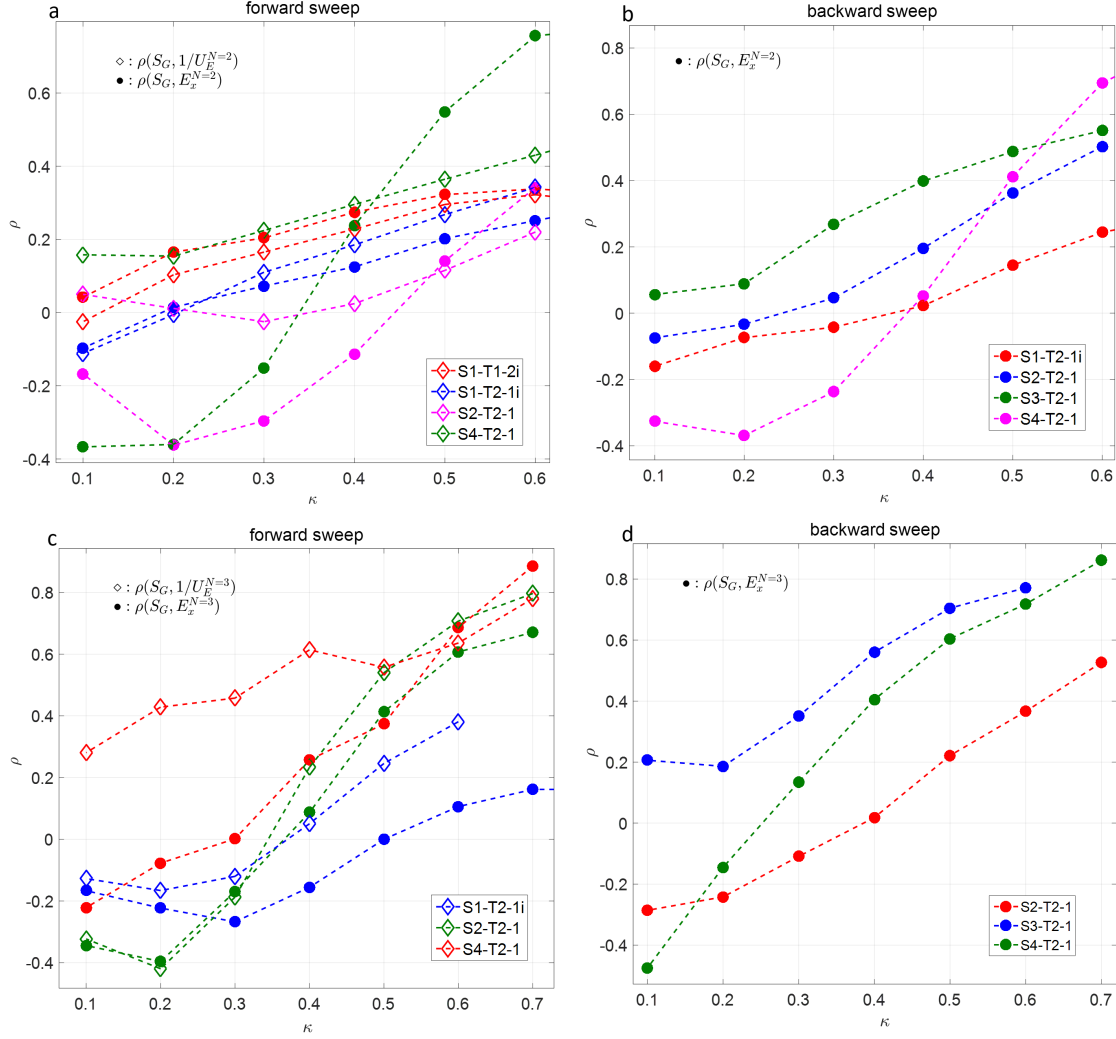 a
forward sweep
◇ : ρ(S_G, 1/U_E^{N=2})
● : ρ(S_G, E_x^{N=2})
ρ
0.6
0.4
0.2
0
-0.2
-0.4
0.1 0.2 0.3 0.4 0.5 0.6
κ
S1-T1-2i
S1-T2-1i
S2-T2-1
S4-T2-1
b
backward sweep
● : ρ(S_G, E_x^{N=2})
ρ
0.8
0.6
0.4
0.2
0
-0.2
-0.4
0.1 0.2 0.3 0.4 0.5 0.6
κ
S1-T2-1i
S2-T2-1
S3-T2-1
S4-T2-1
c
forward sweep
◇ : ρ(S_G, 1/U_E^{N=3})
● : ρ(S_G, E_x^{N=3})
ρ
0.8
0.6
0.4
0.2
0
-0.2
-0.4
0.1 0.2 0.3 0.4 0.5 0.6 0.7
κ
S1-T2-1i
S2-T2-1
S4-T2-1
d
backward sweep
● : ρ(S_G, E_x^{N=3})
ρ
0.8
0.6
0.4
0.2
0
-0.2
-0.4
0.1 0.2 0.3 0.4 0.5 0.6 0.7
κ
S2-T2-1
S3-T2-1
S4-T2-1